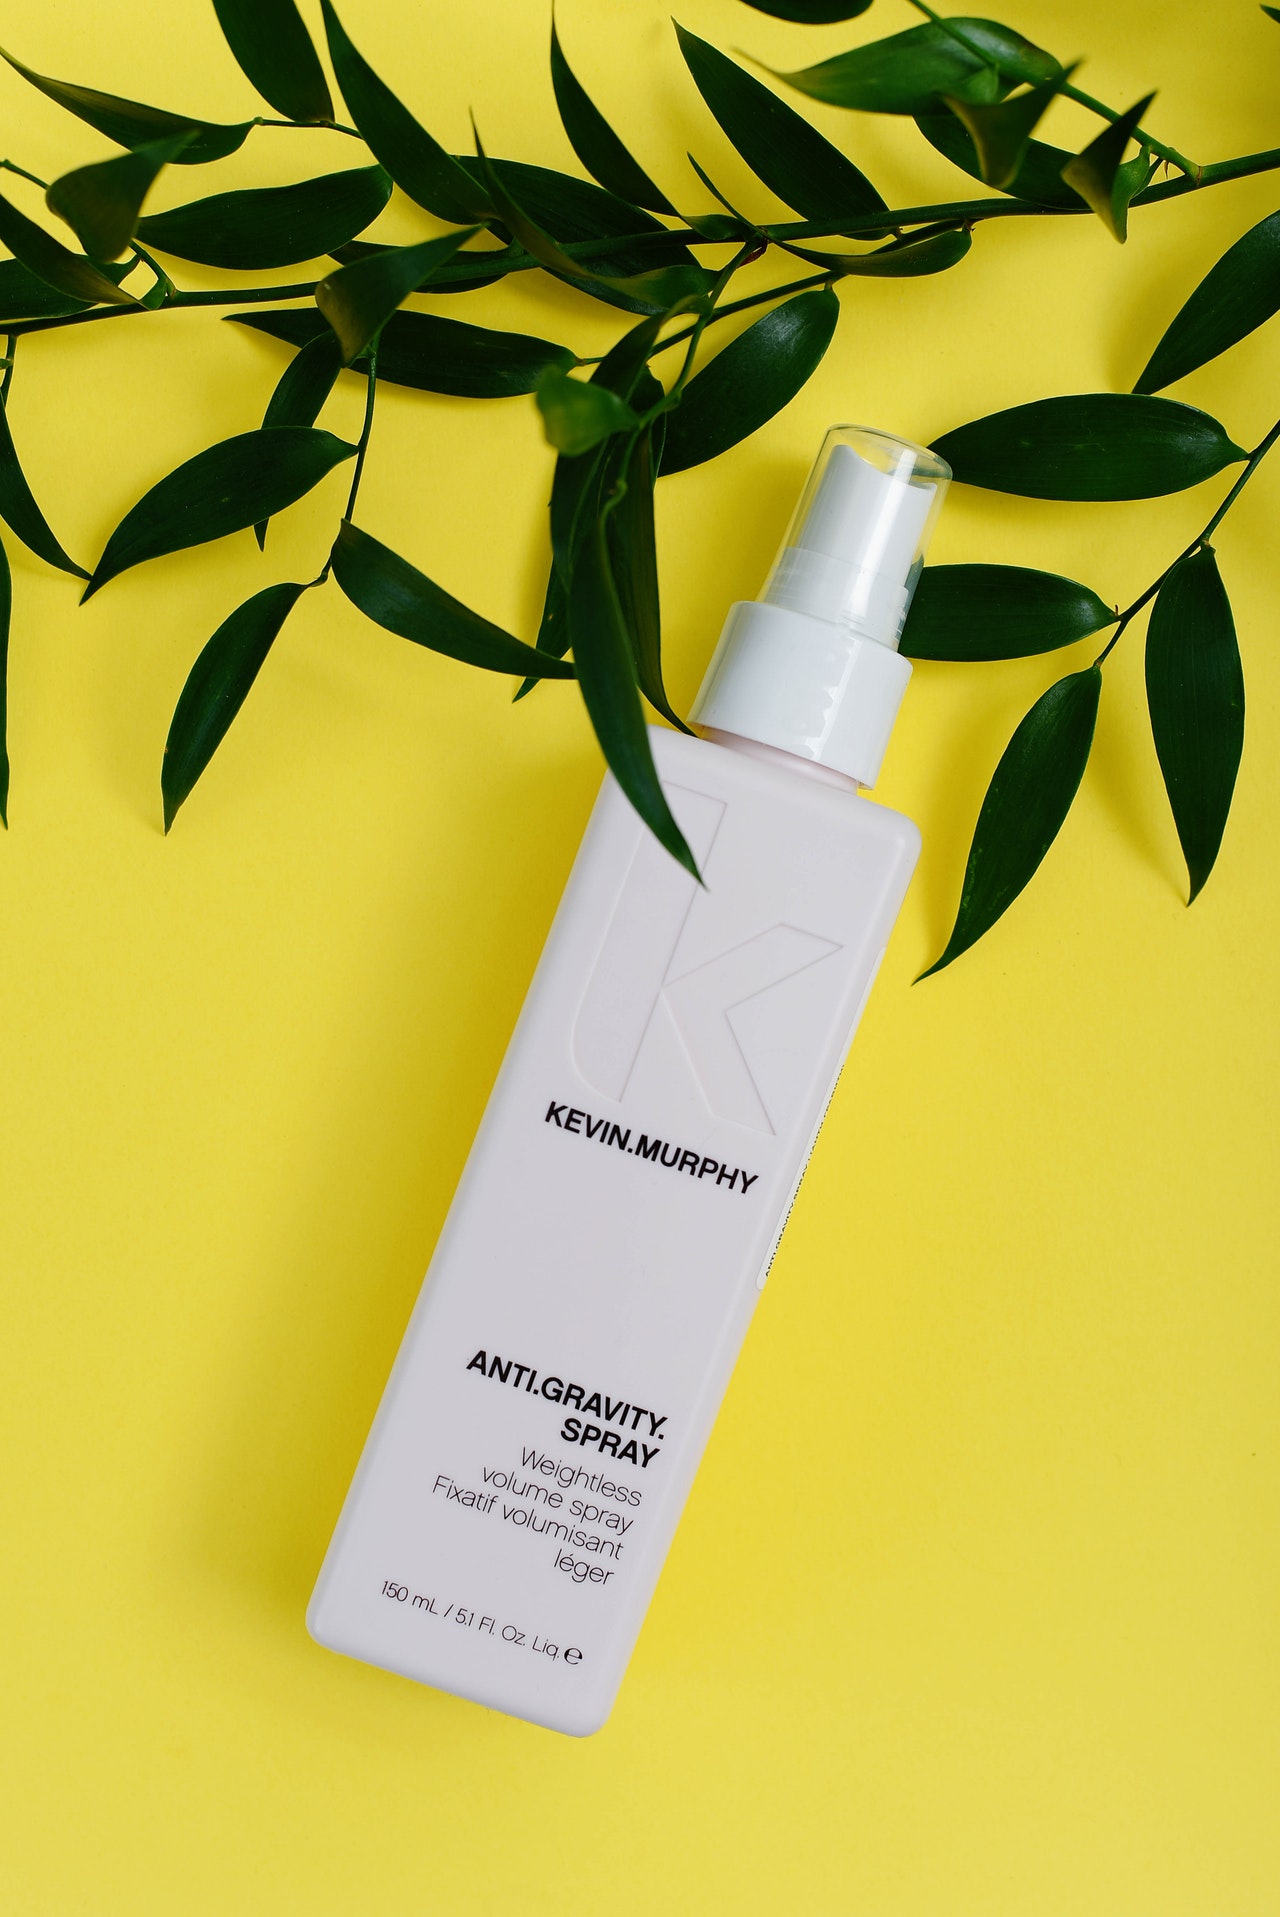 KEVIN.MURPHY
ANTI.GRAVITY.
SPRAY
Weightless
volume spray
Fixatif volumisant
léger
150 mL / 5.1 Fl. Oz. Liq. ℮